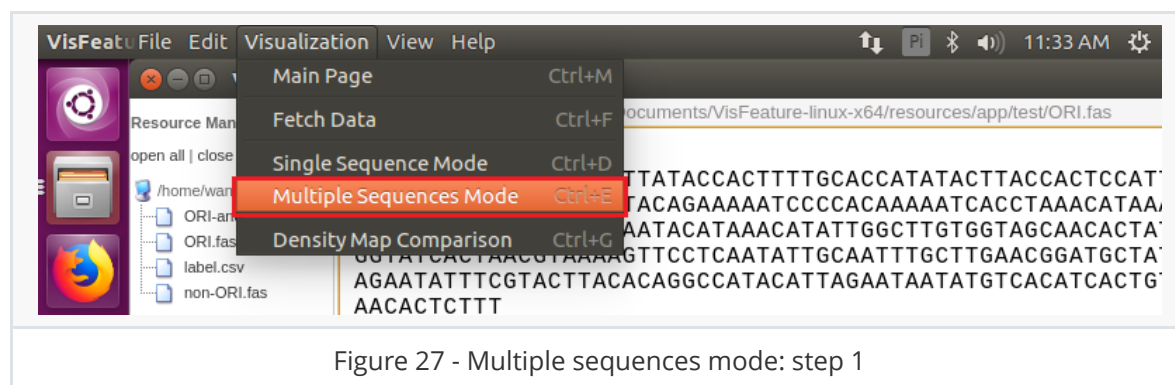 VisFeatu File Edit Visualization View Help Pi 11:33 AM
Main Page Ctrl+M
ocuments/VisFeature-linux-x64/resources/app/test/ORI.fas
Resource Man
Fetch Data Ctrl+F
open all | close
Single Sequence Mode Ctrl+D
TTATACCACTTTTGCACCATATACTTACCACTCCAT
/home/wan
Multiple Sequences Mode Ctrl+E
TACAGAAAAATCCCCACAAAAATCACCTAAACATAA
ORI-an
AATACATAAACATATTGGCTTGTGGTAGCAACACTA
ORI.fas
Density Map Comparison Ctrl+G
GGTATCACTAACGTAAAAGTTCCTCAATATTGCAATTTGCTTGAACGGATGCTA
label.csv
AGAATATTTCGTACTTACACAGGCCATACATTAGAATAATATGTCACATCACTG
non-ORI.fas
AACACTCTTT
Figure 27 - Multiple sequences mode: step 1